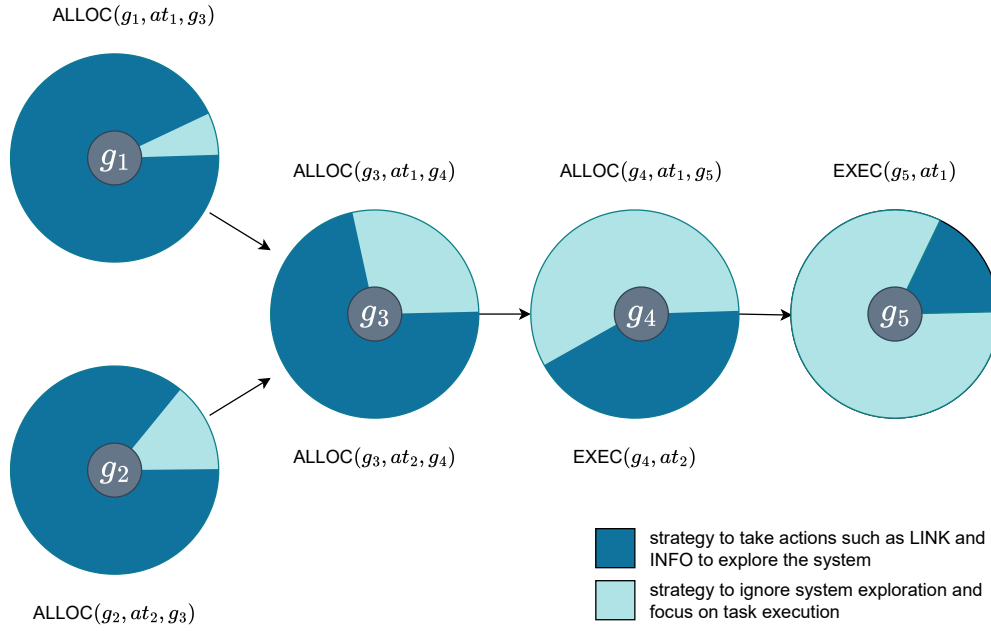 ALLOC(g₁, at₁, g₃)
g₁
ALLOC(g₃, at₁, g₄)
ALLOC(g₄, at₁, g₅)
EXEC(g₅, at₁)
g₃
g₄
g₅
g₂
ALLOC(g₃, at₂, g₄)
EXEC(g₄, at₂)
ALLOC(g₂, at₂, g₃)
strategy to take actions such as LINK and
INFO to explore the system
strategy to ignore system exploration and
focus on task execution